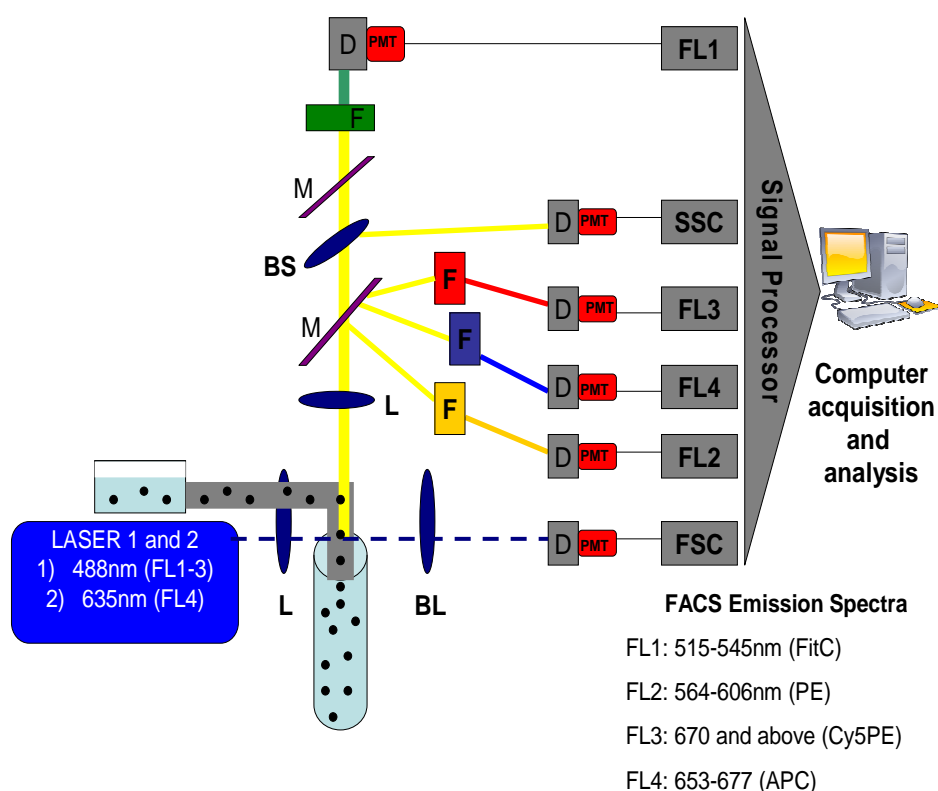 D PMT FL1
F
M
BS
D PMT SSC
F
D PMT FL3
M
F
D PMT FL4
L
F
D PMT FL2
Signal Processor
Computer
acquisition
and
analysis
LASER 1 and 2
1) 488nm (FL1-3)
2) 635nm (FL4)
L
BL
D PMT FSC
FACS Emission Spectra
FL1: 515-545nm (FitC)
FL2: 564-606nm (PE)
FL3: 670 and above (Cy5PE)
FL4: 653-677 (APC)